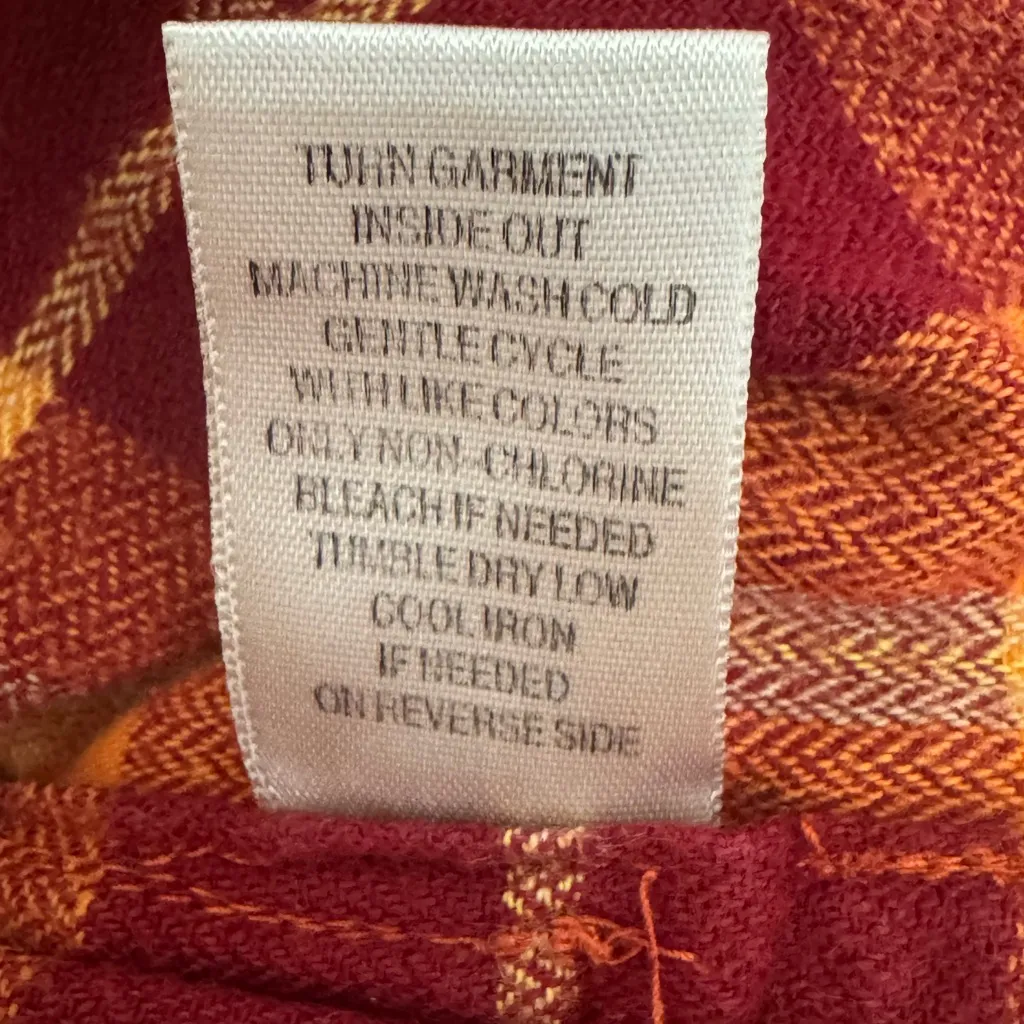 TURN GARMENT
INSIDE OUT
MACHINE WASH COLD
GENTLE CYCLE
WITH LIKE COLORS
ONLY NON-CHLORINE
BLEACH IF NEEDED
TUMBLE DRY LOW
COOL IRON
IF NEEDED
ON REVERSE SIDE